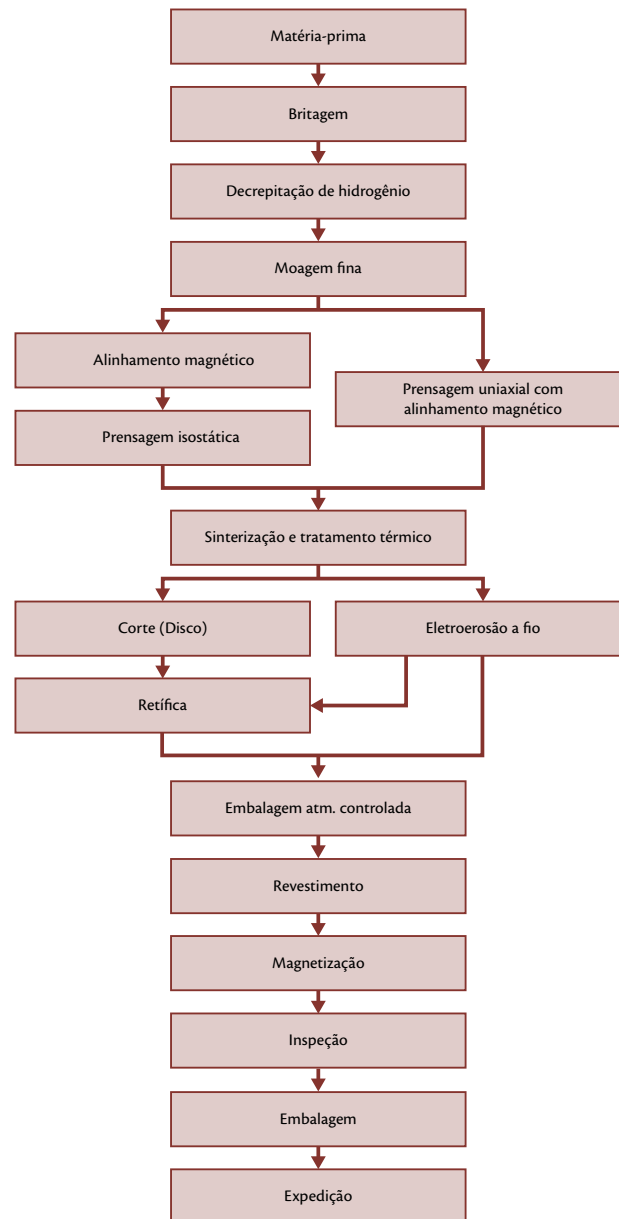 Matéria-prima
Britagem
Decrepitação de hidrogênio
Moagem fina
Alinhamento magnético
Prensagem uniaxial com
alinhamento magnético
Prensagem isostática
Sinterização e tratamento térmico
Corte (Disco)
Eletroerosão a fio
Retífica
Embalagem atm. controlada
Revestimento
Magnetização
Inspeção
Embalagem
Expedição